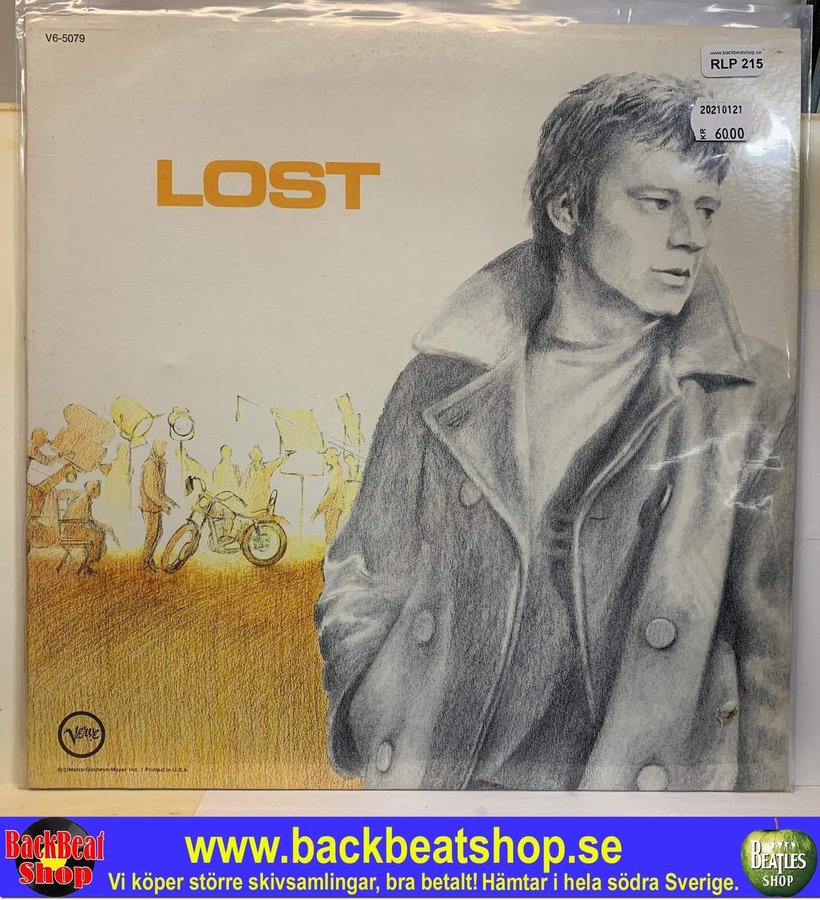 V6-5079
www.backbeatshop.se
RLP 215
20210121
KR 6000
LOST
Verve
Metro-Goldwyn-Mayer Inc. / Printed in U.S.A.
BackBeat
Shop
www.backbeatshop.se
Vi köper större skivsamlingar, bra betalt! Hämtar i hela södra Sverige.
BEATLES
SHOP